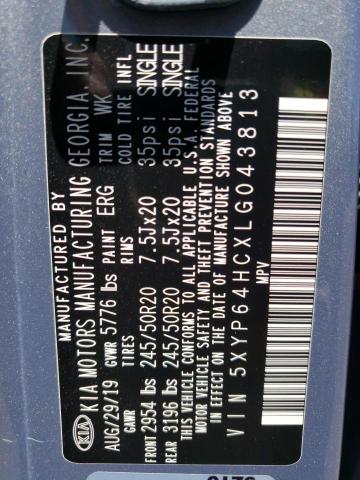 MANUFACTURED BY
KIA KIA MOTORS MANUFACTURING GEORGIA, INC.
AUG/29/19 GVWR 5776 lbs PAINT ERG TRIM WK
GAWR TIRES RIMS COLD TIRE INFL
FRONT 2954 lbs 245/50R20 7.5Jx20 35psi SINGLE
REAR 3196 lbs 245/50R20 7.5Jx20 35psi SINGLE
THIS VEHICLE CONFORMS TO ALL APPLICABLE U.S.A. FEDERAL
MOTOR VEHICLE SAFETY AND THEFT PREVENTION STANDARDS
IN EFFECT ON THE DATE OF MANUFACTURE SHOWN ABOVE
VIN 5XYP64HCXLG043813
MPV